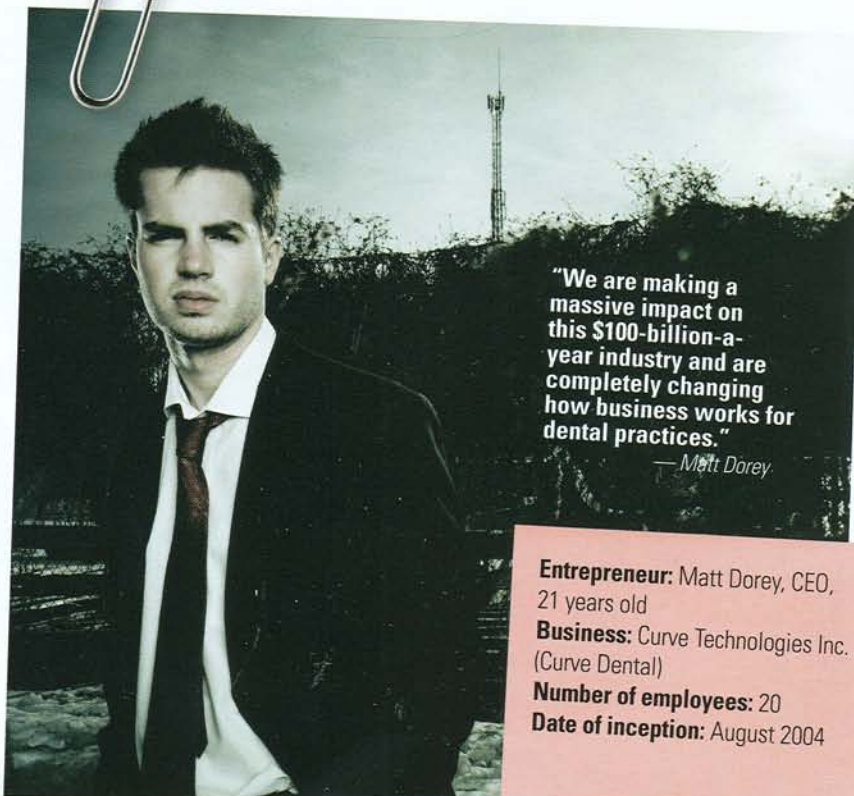 "We are making a
massive impact on
this $100-billion-a-
year industry and are
completely changing
how business works for
dental practices."
— Matt Dorey
Entrepreneur: Matt Dorey, CEO,
21 years old
Business: Curve Technologies Inc.
(Curve Dental)
Number of employees: 20
Date of inception: August 2004